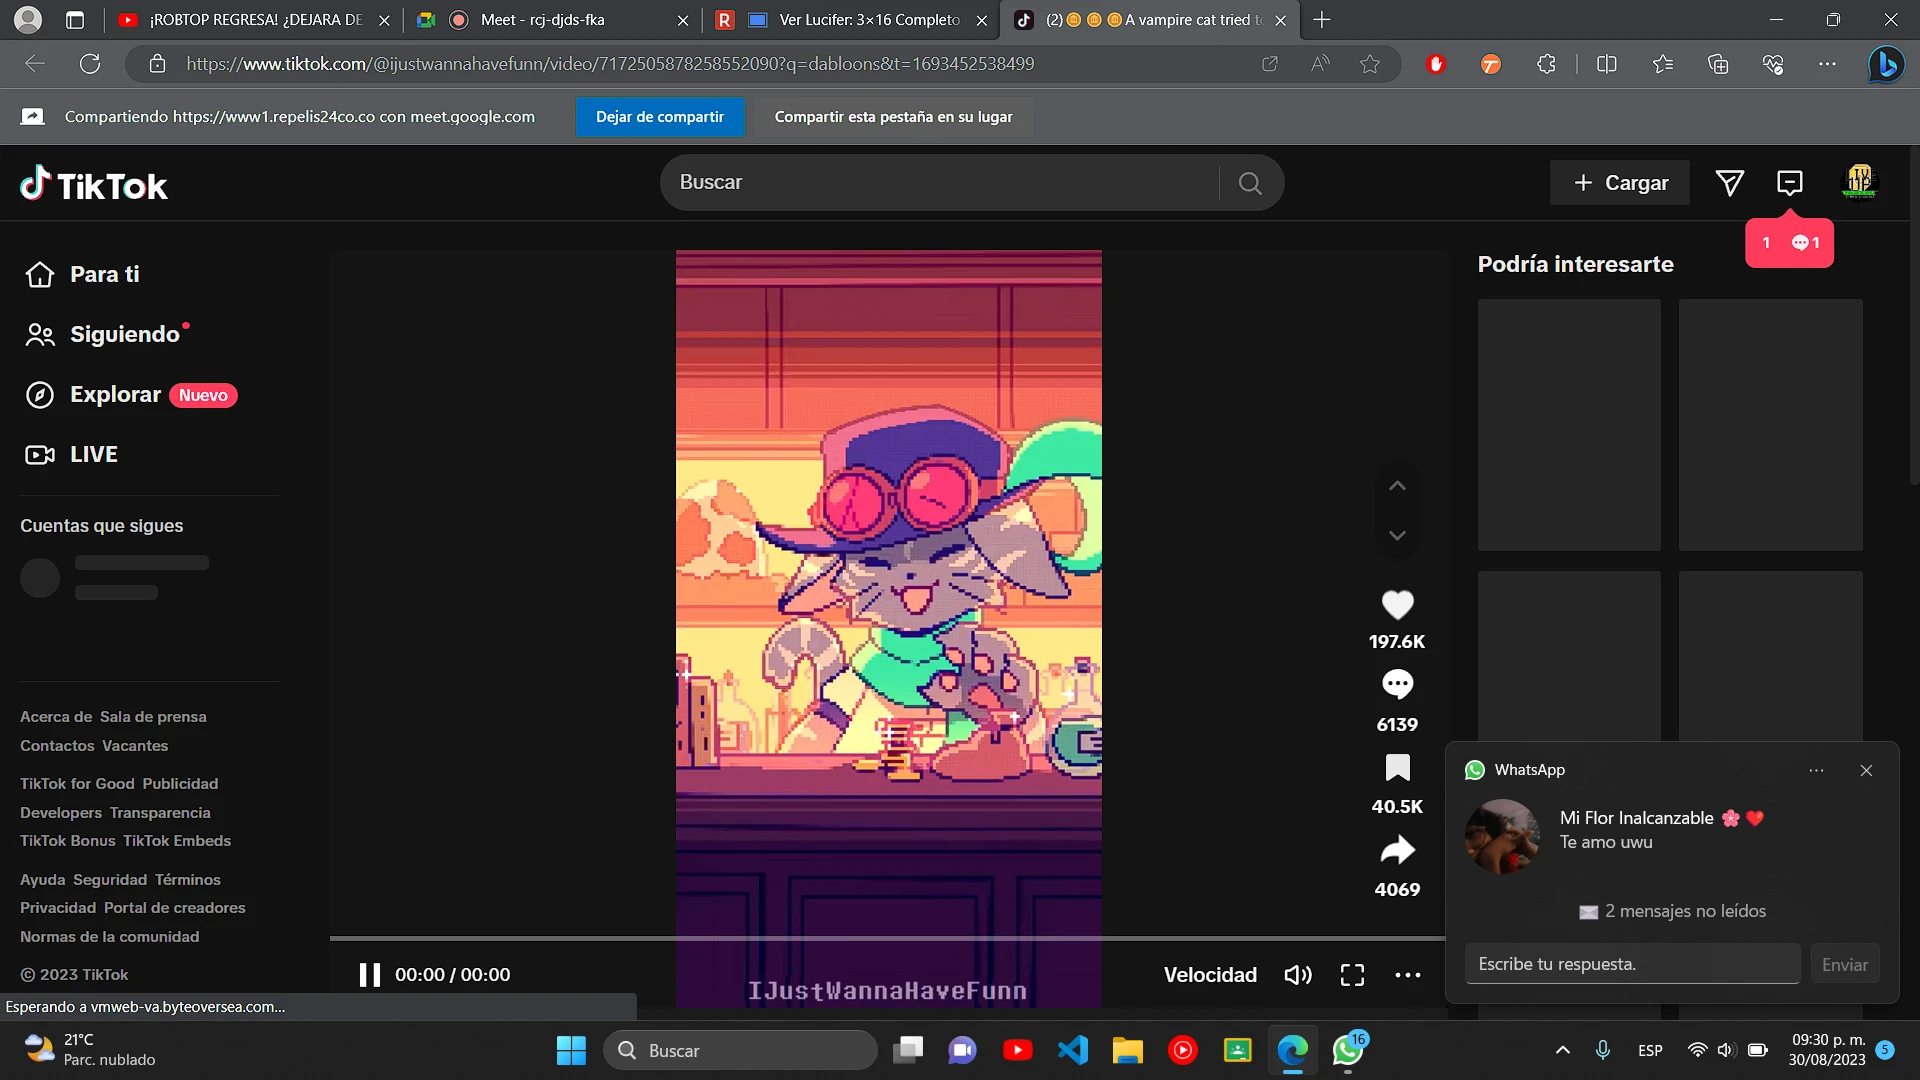 ¡ROBTOP REGRESA! ¿DEJARA DE
Meet - rcj-djds-fka
Ver Lucifer: 3×16 Completo
(2)🪙🪙🪙A vampire cat tried to
https://www.tiktok.com/@ijustwannahavefunn/video/7172505878258552090?q=dabloons&t=1693452538499
Compartiendo https://www1.repelis24co.co con meet.google.com
Dejar de compartir
Compartir esta pestaña en su lugar
TikTok
Buscar
Cargar
1 1
Para ti
Siguiendo
Explorar Nuevo
LIVE
Cuentas que sigues
Acerca de Sala de prensa
Contactos Vacantes
TikTok for Good Publicidad
Developers Transparencia
TikTok Bonus TikTok Embeds
Ayuda Seguridad Términos
Privacidad Portal de creadores
Normas de la comunidad
© 2023 TikTok
Esperando a vmweb-va.byteoversea.com...
197.6K
6139
40.5K
4069
00:00 / 00:00
Velocidad
IJustWannaHaveFunn
Podría interesarte
WhatsApp
Mi Flor Inalcanzable 🌸❤️
Te amo uwu
✉️ 2 mensajes no leídos
Escribe tu respuesta.
Enviar
21°C
Parc. nublado
Buscar
16
ESP
09:30 p. m.
30/08/2023
5